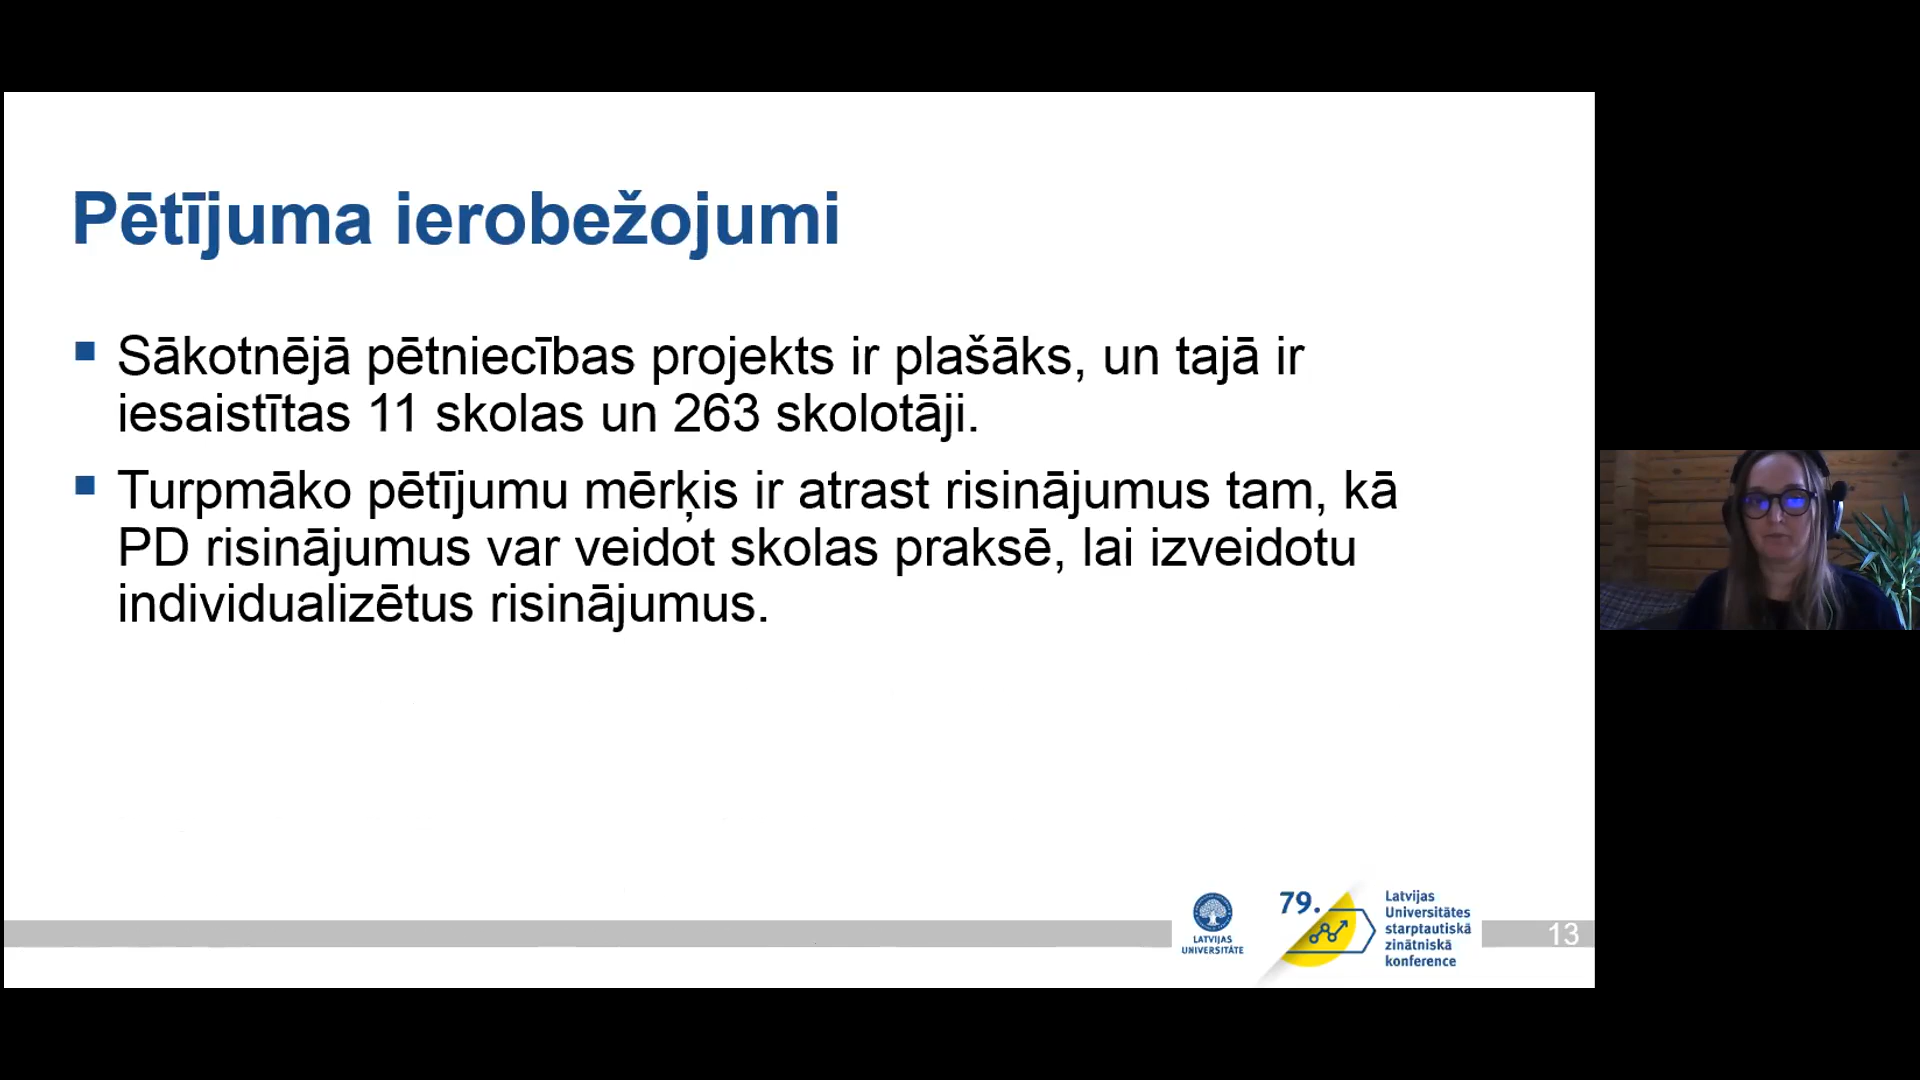 Pētījuma ierobežojumi
Sākotnējā pētniecības projekts ir plašāks, un tajā ir
iesaistītas 11 skolas un 263 skolotāji.
Turpmāko pētījumu mērķis ir atrast risinājumus tam, kā
PD risinājumus var veidot skolas praksē, lai izveidotu
individualizētus risinājumus.
LATVIJAS
UNIVERSITĀTE
79.
Latvijas
Universitātes
starptautiskā
zinātniskā
konference
13